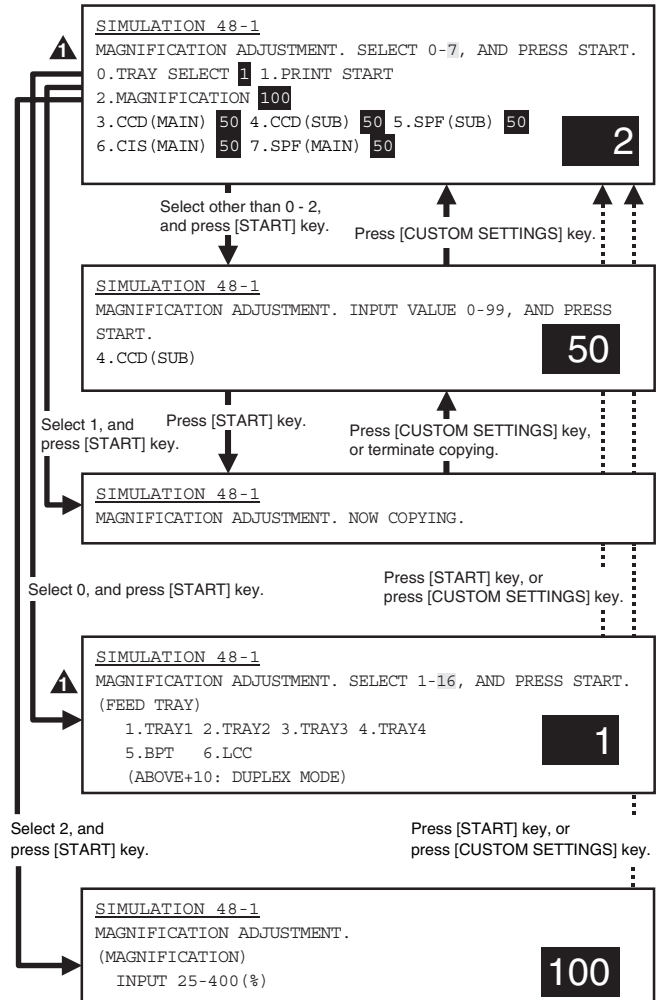 SIMULATION 48-1
1
MAGNIFICATION ADJUSTMENT. SELECT 0-7, AND PRESS START.
0.TRAY SELECT 1 1.PRINT START
2.MAGNIFICATION 100
3.CCD(MAIN) 50 4.CCD(SUB) 50 5.SPF(SUB) 50
6.CIS(MAIN) 50 7.SPF(MAIN) 50
2
Select other than 0 - 2,
and press [START] key.
Press [CUSTOM SETTINGS] key.
SIMULATION 48-1
MAGNIFICATION ADJUSTMENT. INPUT VALUE 0-99, AND PRESS
START.
4.CCD(SUB)
50
Select 1, and
press [START] key.
Press [START] key.
Press [CUSTOM SETTINGS] key,
or terminate copying.
SIMULATION 48-1
MAGNIFICATION ADJUSTMENT. NOW COPYING.
Select 0, and press [START] key.
Press [START] key, or
press [CUSTOM SETTINGS] key.
SIMULATION 48-1
1
MAGNIFICATION ADJUSTMENT. SELECT 1-16, AND PRESS START.
(FEED TRAY)
1.TRAY1 2.TRAY2 3.TRAY3 4.TRAY4
5.BPT 6.LCC
(ABOVE+10: DUPLEX MODE)
1
Select 2, and
press [START] key.
Press [START] key, or
press [CUSTOM SETTINGS] key.
SIMULATION 48-1
MAGNIFICATION ADJUSTMENT.
(MAGNIFICATION)
INPUT 25-400(%)
100